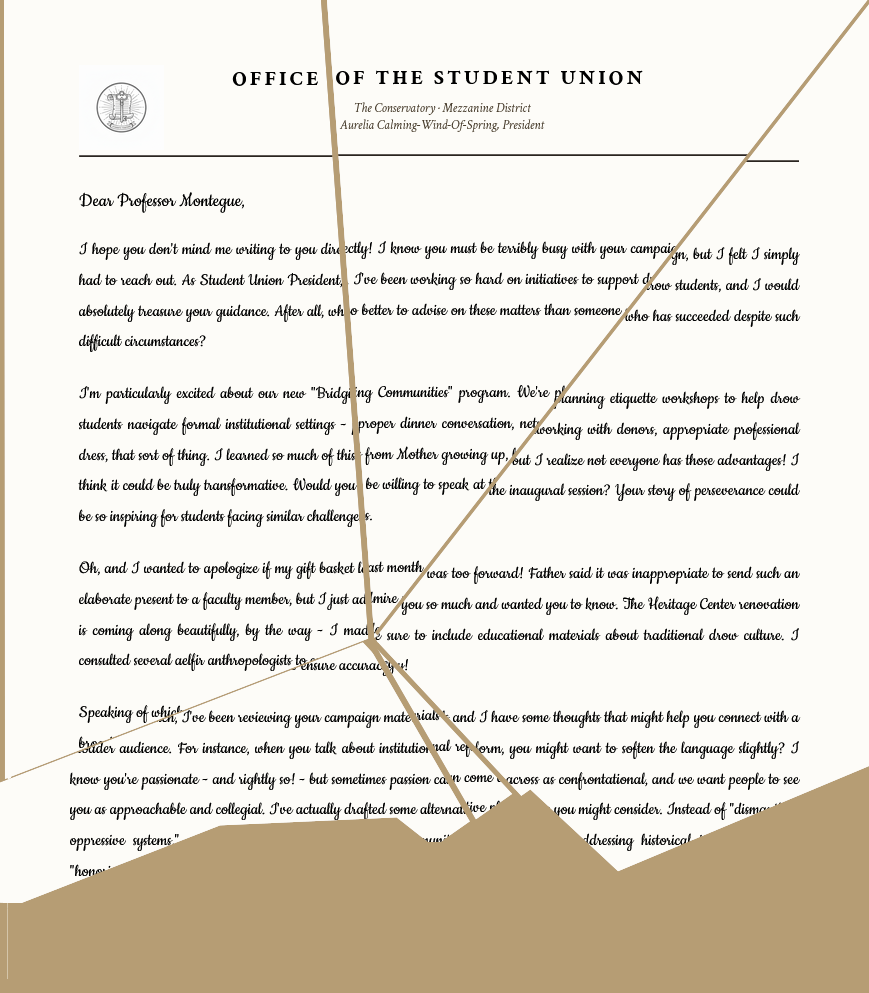 OFFICE OF THE STUDENT UNION
The Conservatory · Mezzanine District
Aurelia Calming-Wind-Of-Spring, President
Dear Professor Montegue,
I hope you don't mind me writing to you directly! I know you must be terribly busy with your campaign, but I felt I simply
had to reach out. As Student Union President, I've been working so hard on initiatives to support drow students, and I would
absolutely treasure your guidance. After all, who better to advise on these matters than someone who has succeeded despite such
difficult circumstances?
I'm particularly excited about our new "Bridging Communities" program. We're planning etiquette workshops to help drow
students navigate formal institutional settings - proper dinner conversation, networking with donors, appropriate professional
dress, that sort of thing. I learned so much of this from Mother growing up, but I realize not everyone has those advantages! I
think it could be truly transformative. Would you be willing to speak at the inaugural session? Your story of perseverance could
be so inspiring for students facing similar challenges.
Oh, and I wanted to apologize if my gift basket last month was too forward! Father said it was inappropriate to send such an
elaborate present to a faculty member, but I just admire you so much and wanted you to know. The Heritage Center renovation
is coming along beautifully, by the way - I made sure to include educational materials about traditional drow culture. I
consulted several aelfir anthropologists to ensure accuracy!
Speaking of which, I've been reviewing your campaign materials and I have some thoughts that might help you connect with a
broader audience. For instance, when you talk about institutional reform, you might want to soften the language slightly? I
know you're passionate - and rightly so! - but sometimes passion can come across as confrontational, and we want people to see
you as approachable and collegial. I've actually drafted some alternative you might consider. Instead of
oppressive systems" addressing historical